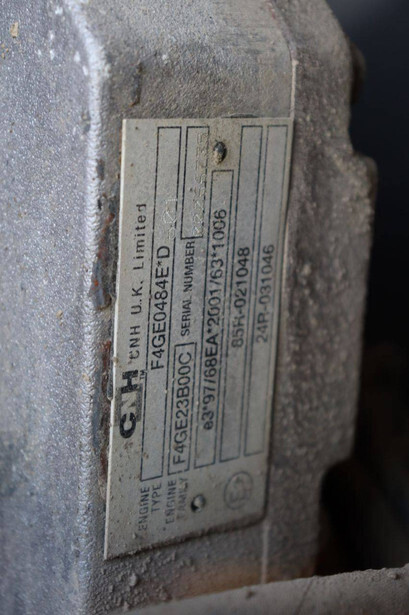 CNH™ CNH U.K. Limited
ENGINE TYPE F4GE0484E*D
ENGINE FAMILY F4GE23B00C SERIAL NUMBER
e3*97/68EA*2001/63*1006
85R-021048
24R-031046